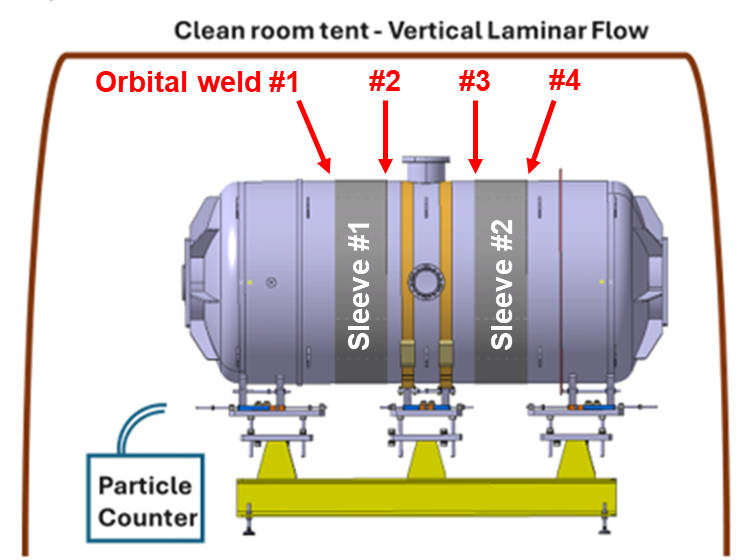 Clean room tent - Vertical Laminar Flow
Orbital weld #1 #2 #3 #4
Sleeve #1
Sleeve #2
Particle
Counter